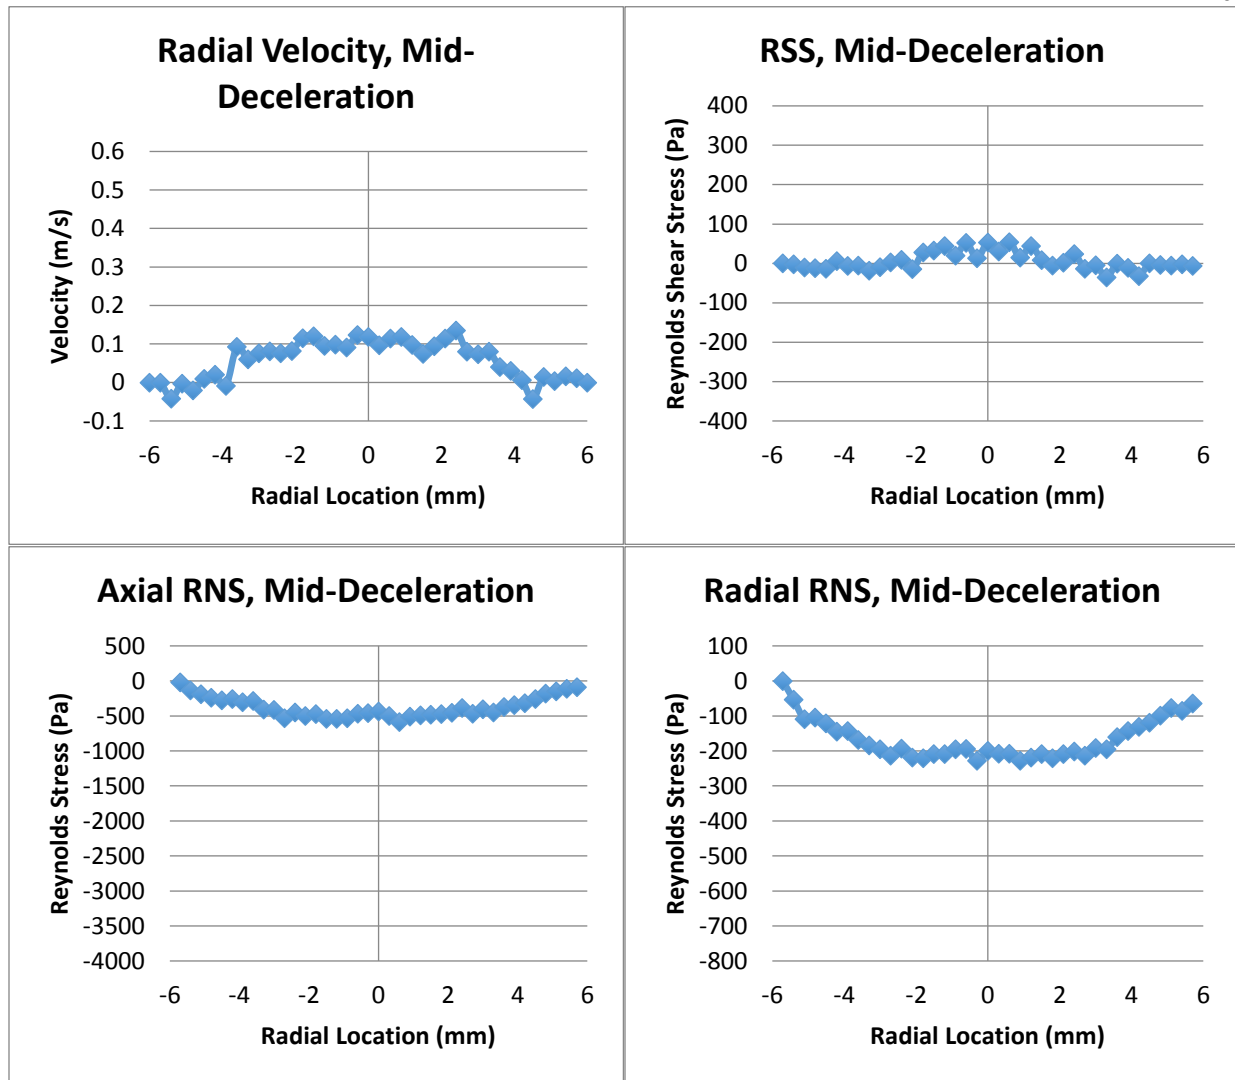 Radial Velocity, Mid-
Deceleration
Velocity (m/s)
0.6
0.5
0.4
0.3
0.2
0.1
0
-0.1
-6 -4 -2 0 2 4 6
Radial Location (mm)
RSS, Mid-Deceleration
Reynolds Shear Stress (Pa)
400
300
200
100
0
-100
-200
-300
-400
-6 -4 -2 0 2 4 6
Radial Location (mm)
Axial RNS, Mid-Deceleration
Reynolds Stress (Pa)
500
0
-500
-1000
-1500
-2000
-2500
-3000
-3500
-4000
-6 -4 -2 0 2 4 6
Radial Location (mm)
Radial RNS, Mid-Deceleration
Reynolds Stress (Pa)
100
0
-100
-200
-300
-400
-500
-600
-700
-800
-6 -4 -2 0 2 4 6
Radial Location (mm)